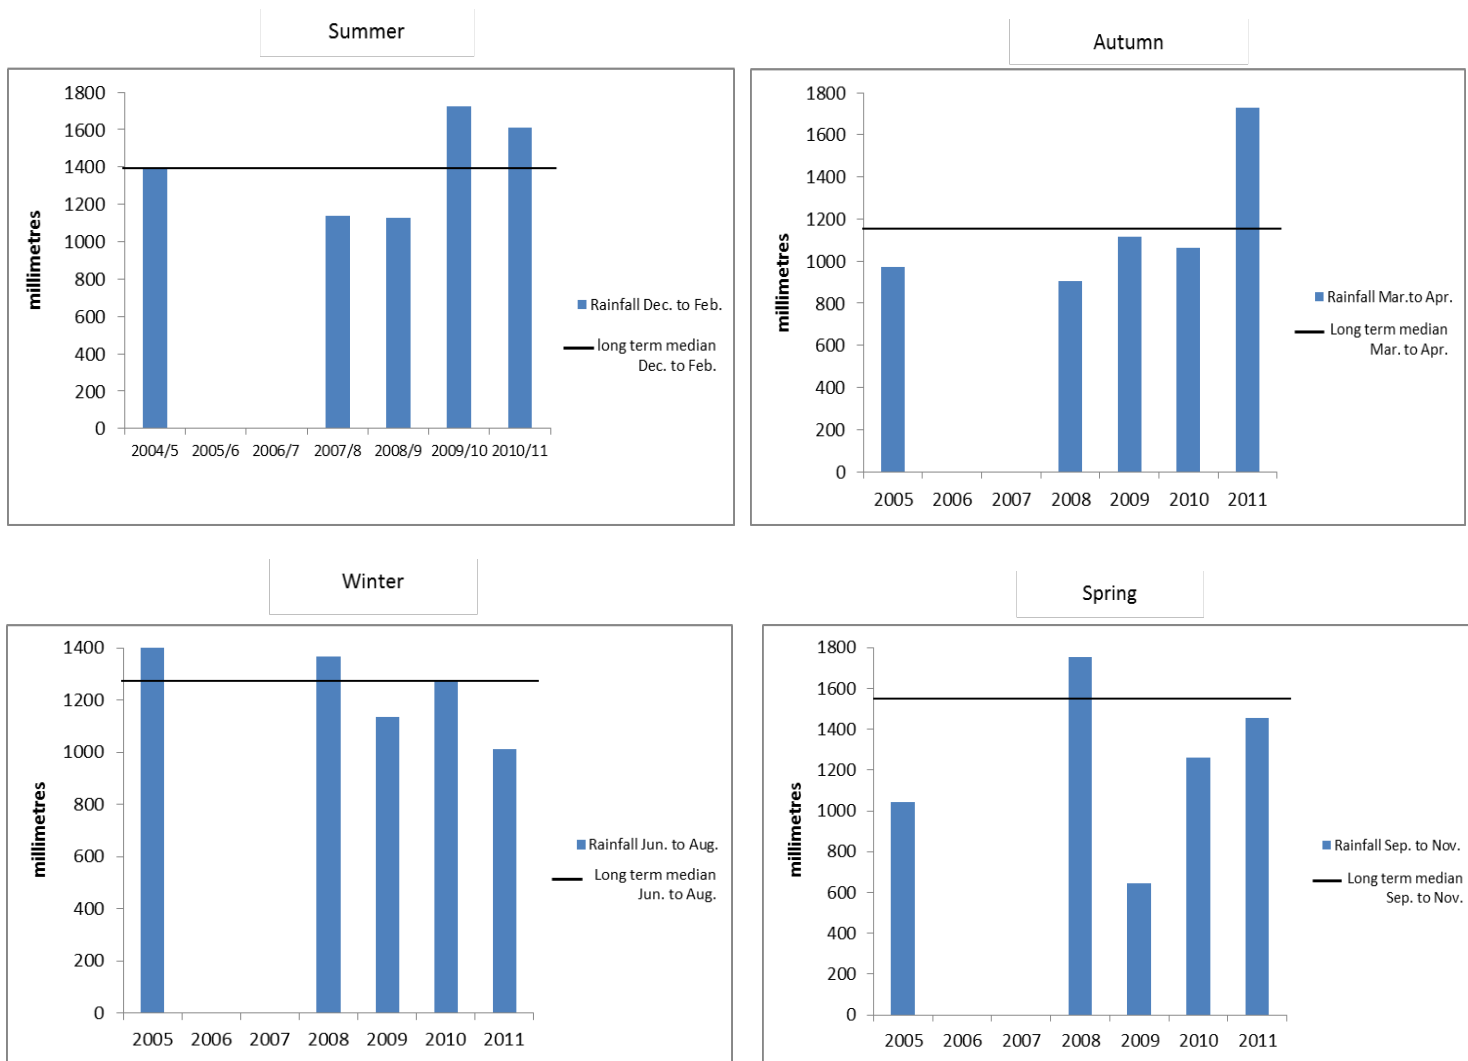 Summer
1800
1600
1400
1200
1000
800
600
400
200
0
millimetres
2004/5 2005/6 2006/7 2007/8 2008/9 2009/10 2010/11
Rainfall Dec. to Feb.
long term median
Dec. to Feb.
Autumn
1800
1600
1400
1200
1000
800
600
400
200
0
millimetres
2005 2006 2007 2008 2009 2010 2011
Rainfall Mar.to Apr.
Long term median
Mar. to Apr.
Winter
1400
1200
1000
800
600
400
200
0
millimetres
2005 2006 2007 2008 2009 2010 2011
Rainfall Jun. to Aug.
Long term median
Jun. to Aug.
Spring
1800
1600
1400
1200
1000
800
600
400
200
0
millimetres
2005 2006 2007 2008 2009 2010 2011
Rainfall Sep. to Nov.
Long term median
Sep. to Nov.